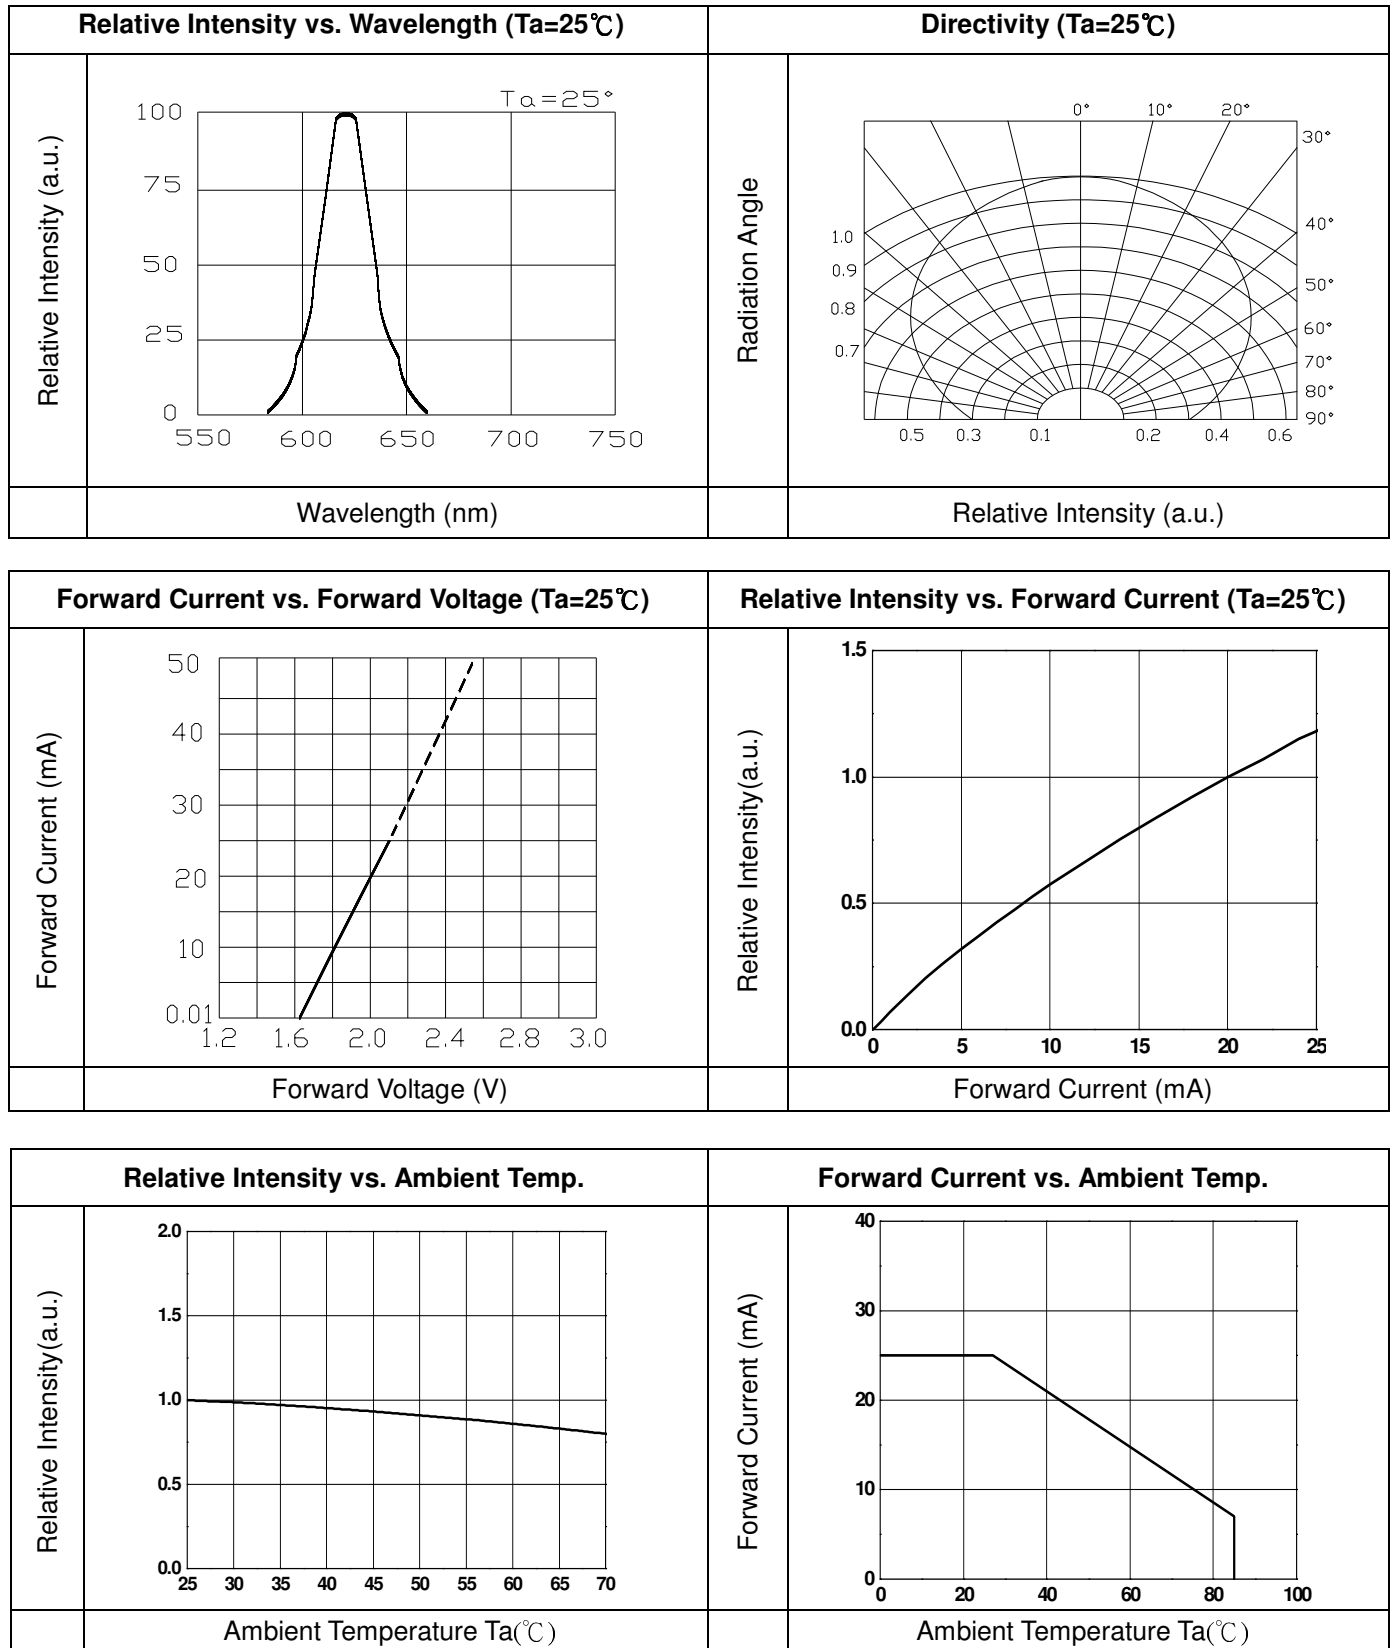 Relative Intensity vs. Wavelength (Ta=25℃)
Directivity (Ta=25℃)
Relative Intensity (a.u.)
Ta=25°
100
75
50
25
0
550 600 650 700 750
Wavelength (nm)
Radiation Angle
0° 10° 20°
30°
40°
50°
60°
70°
80°
90°
1.0
0.9
0.8
0.7
0.5 0.3 0.1 0.2 0.4 0.6
Relative Intensity (a.u.)
Forward Current vs. Forward Voltage (Ta=25℃)
Relative Intensity vs. Forward Current (Ta=25℃)
Forward Current (mA)
50
40
30
20
10
0.01
1.2 1.6 2.0 2.4 2.8 3.0
Forward Voltage (V)
Relative Intensity(a.u.)
1.5
1.0
0.5
0.0
0 5 10 15 20 25
Forward Current (mA)
Relative Intensity vs. Ambient Temp.
Forward Current vs. Ambient Temp.
Relative Intensity(a.u.)
2.0
1.5
1.0
0.5
0.0
25 30 35 40 45 50 55 60 65 70
Ambient Temperature Ta(℃)
Forward Current (mA)
40
30
20
10
0
0 20 40 60 80 100
Ambient Temperature Ta(℃)